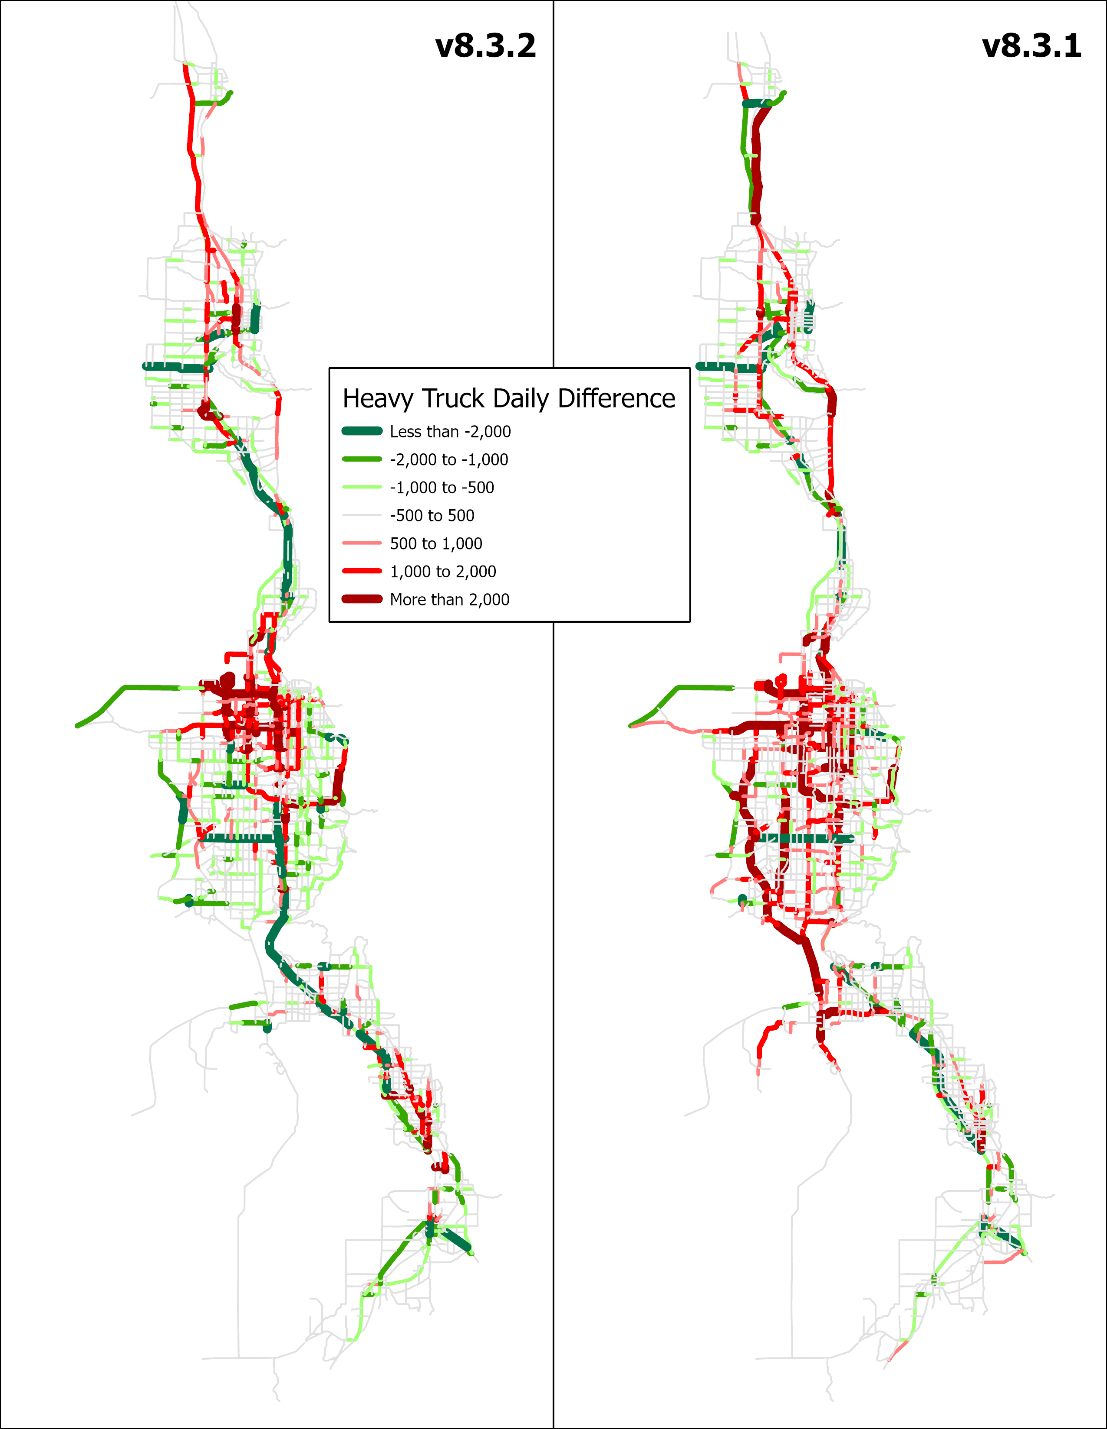 v8.3.2
v8.3.1
Heavy Truck Daily Difference
Less than -2,000
-2,000 to -1,000
-1,000 to -500
-500 to 500
500 to 1,000
1,000 to 2,000
More than 2,000